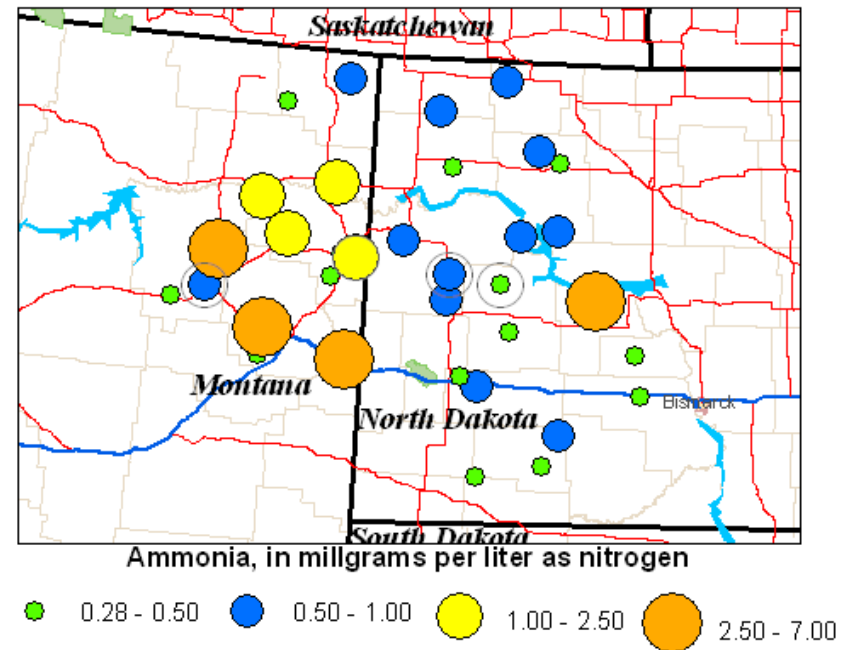 Saskatchewan
Montana
North Dakota
Bismarck
South Dakota
Ammonia, in millgrams per liter as nitrogen
0.28 - 0.50
0.50 - 1.00
1.00 - 2.50
2.50 - 7.00